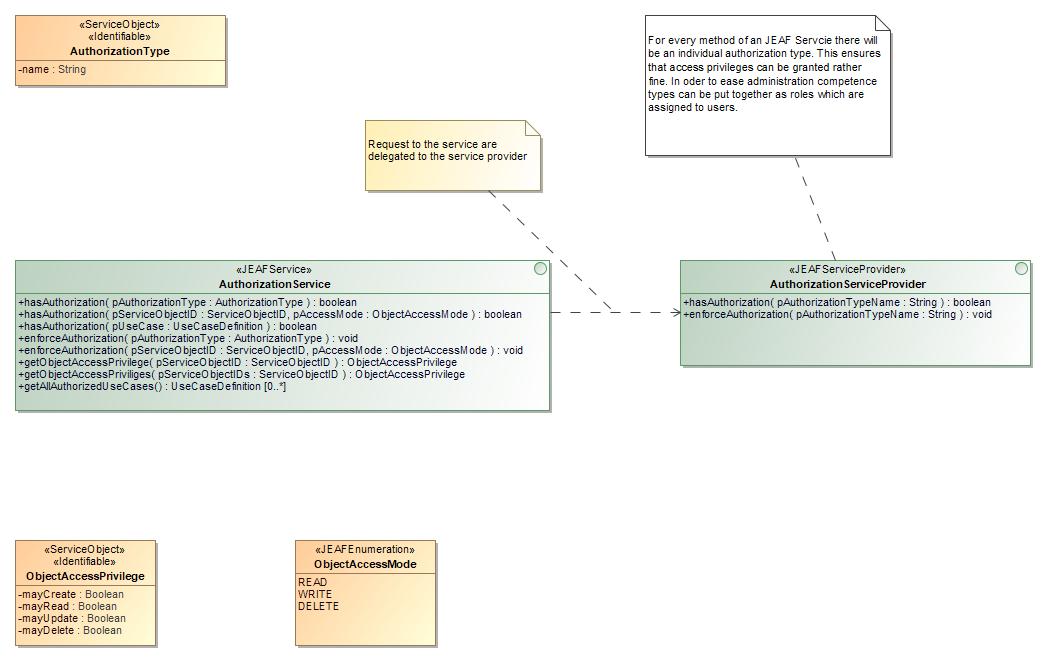 «ServiceObject»
«Identifiable»
AuthorizationType
-name : String
For every method of an JEAF Servcie there will
be an individual authorization type. This ensures
that access privileges can be granted rather
fine. In oder to ease administration competence
types can be put together as roles which are
assigned to users.
Request to the service are
delegated to the service provider
«JEAFService»
AuthorizationService
+hasAuthorization( pAuthorizationType : AuthorizationType ) : boolean
+hasAuthorization( pServiceObjectID : ServiceObjectID, pAccessMode : ObjectAccessMode ) : boolean
+hasAuthorization( pUseCase : UseCaseDefinition ) : boolean
+enforceAuthorization( pAuthorizationType : AuthorizationType ) : void
+enforceAuthorization( pServiceObjectID : ServiceObjectID, pAccessMode : ObjectAccessMode ) : void
+getObjectAccessPrivilege( pServiceObjectID : ServiceObjectID ) : ObjectAccessPrivilege
+getObjectAccessPriviliges( pServiceObjectIDs : ServiceObjectID ) : ObjectAccessPrivilege
+getAllAuthorizedUseCases() : UseCaseDefinition [0..*]
«JEAFServiceProvider»
AuthorizationServiceProvider
+hasAuthorization( pAuthorizationTypeName : String ) : boolean
+enforceAuthorization( pAuthorizationTypeName : String ) : void
«ServiceObject»
«Identifiable»
ObjectAccessPrivilege
-mayCreate : Boolean
-mayRead : Boolean
-mayUpdate : Boolean
-mayDelete : Boolean
«JEAFEnumeration»
ObjectAccessMode
READ
WRITE
DELETE